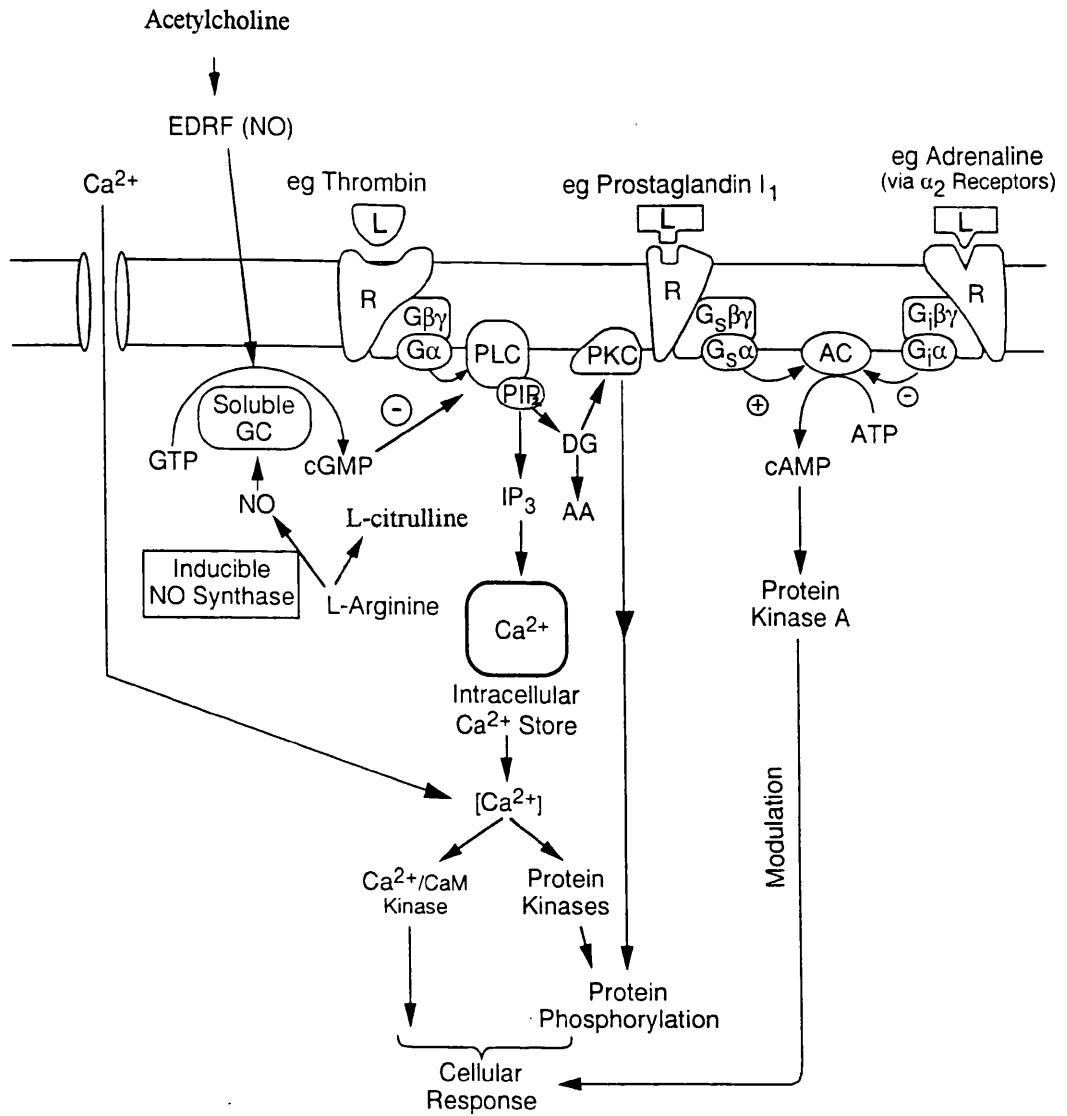 Acetylcholine
EDRF (NO)
Ca2+
eg Thrombin
eg Prostaglandin I1
eg Adrenaline
(via α2 Receptors)
L
L
L
R
R
R
Gβγ
Gα
PLC
PIP2
PKC
Gsβγ
Gsα
AC
Giβγ
Giα
Soluble
GC
GTP
cGMP
-
DG
+
-
ATP
cAMP
NO
L-citrulline
IP3
AA
Inducible
NO Synthase
L-Arginine
Ca2+
Protein
Kinase A
Intracellular
Ca2+ Store
[Ca2+]
Modulation
Ca2+/CaM
Kinase
Protein
Kinases
Protein
Phosphorylation
Cellular
Response